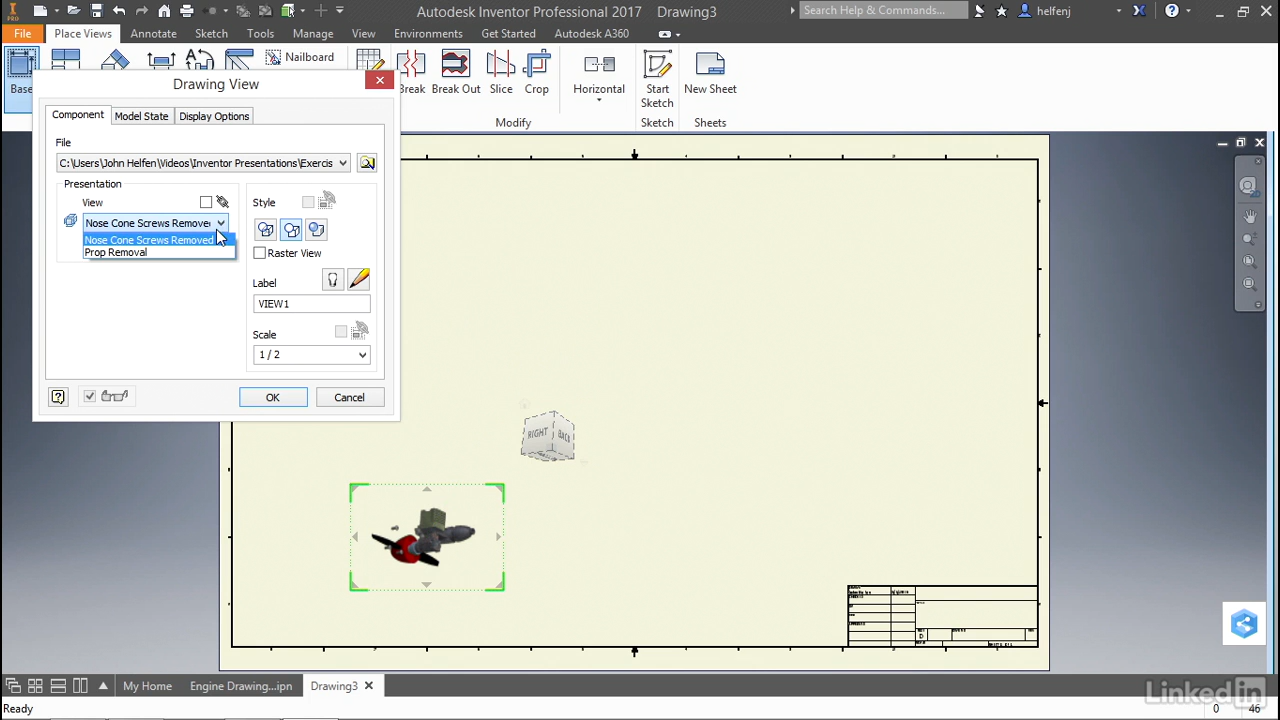 PRO
Autodesk Inventor Professional 2017 Drawing3
Search Help & Commands...
helfenj
File Place Views Annotate Sketch Tools Manage View Environments Get Started Autodesk A360
Base
Nailboard
Break Break Out Slice Crop
Horizontal
Start
Sketch
New Sheet
Modify
Sketch
Sheets
Drawing View
Component Model State Display Options
File
C:\Users\John Helfen\Videos\Inventor Presentations\Exercis
Presentation
View
Nose Cone Screws Removed
Nose Cone Screws Removed
Prop Removal
Style
Raster View
Label
VIEW1
Scale
1 / 2
OK
Cancel
RIGHT
BACK
D
My Home
Engine Drawing...ipn
Drawing3
Ready
0
46
LinkedIn